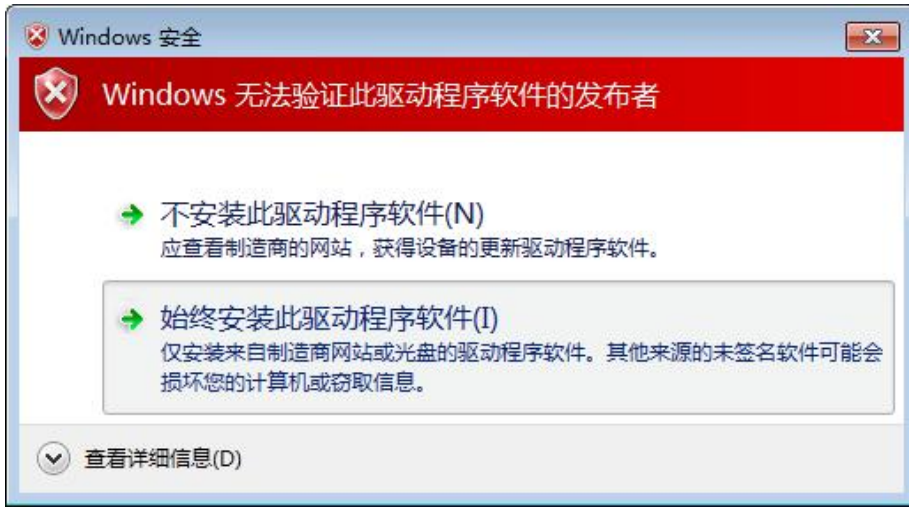 Windows 安全
Windows 无法验证此驱动程序软件的发布者
不安装此驱动程序软件(N)
应查看制造商的网站，获得设备的更新驱动程序软件。
始终安装此驱动程序软件(I)
仅安装来自制造商网站或光盘的驱动程序软件。其他来源的未签名软件可能会
损坏您的计算机或窃取信息。
查看详细信息(D)